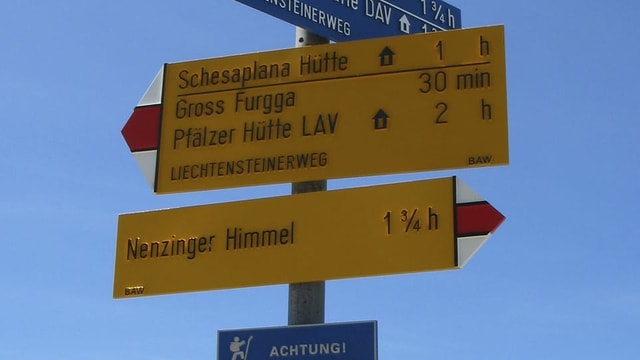 DAV 1 ¾ h
NSTEINERWEG
Schesaplana Hütte 1 h
Gross Furgga 30 min
Pfälzer Hütte LAV 2 h
LIECHTENSTEINERWEG BAW
Nenzinger Himmel 1 ¾ h
BAW
ACHTUNG!